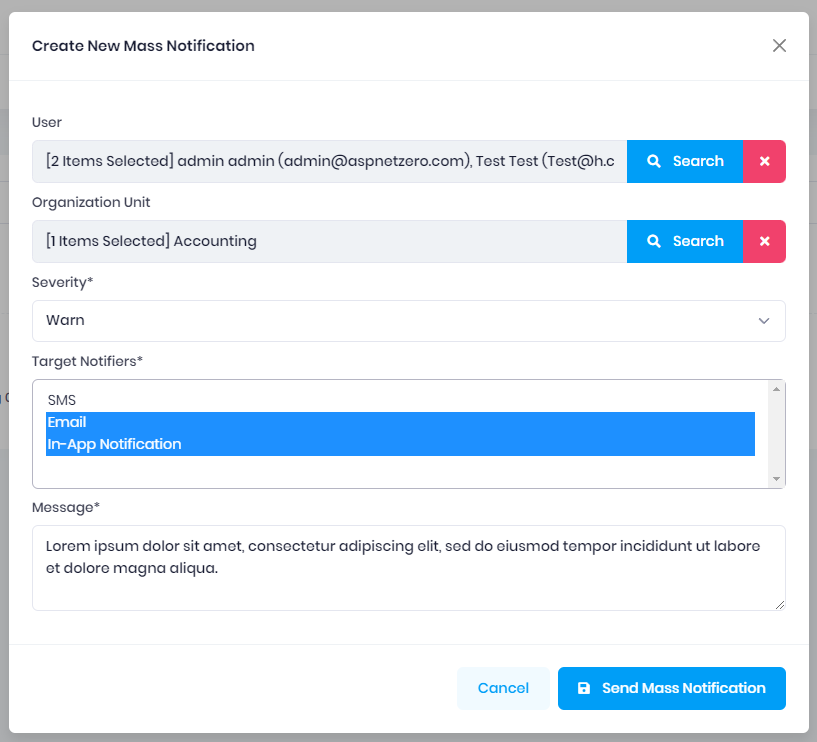 Create New Mass Notification
User
[2 Items Selected] admin admin (admin@aspnetzero.com), Test Test (Test@h.c
Search
Organization Unit
[1 Items Selected] Accounting
Search
Severity*
Warn
Target Notifiers*
SMS
Email
In-App Notification
Message*
Lorem ipsum dolor sit amet, consectetur adipiscing elit, sed do eiusmod tempor incididunt ut labore
et dolore magna aliqua.
Cancel
Send Mass Notification